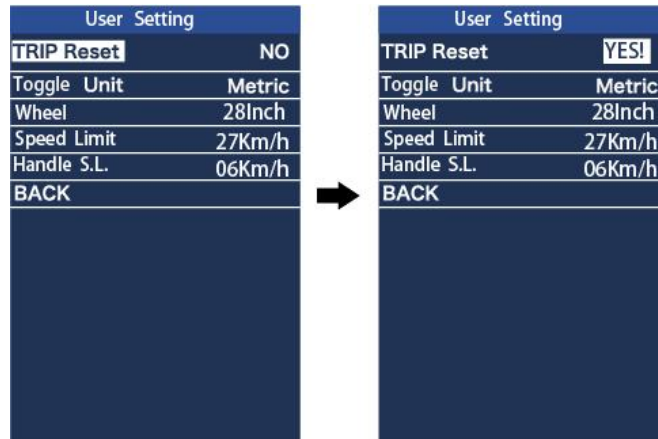 User Setting
TRIP Reset NO
Toggle Unit Metric
Wheel 28Inch
Speed Limit 27Km/h
Handle S.L. 06Km/h
BACK
User Setting
TRIP Reset YES!
Toggle Unit Metric
Wheel 28Inch
Speed Limit 27Km/h
Handle S.L. 06Km/h
BACK